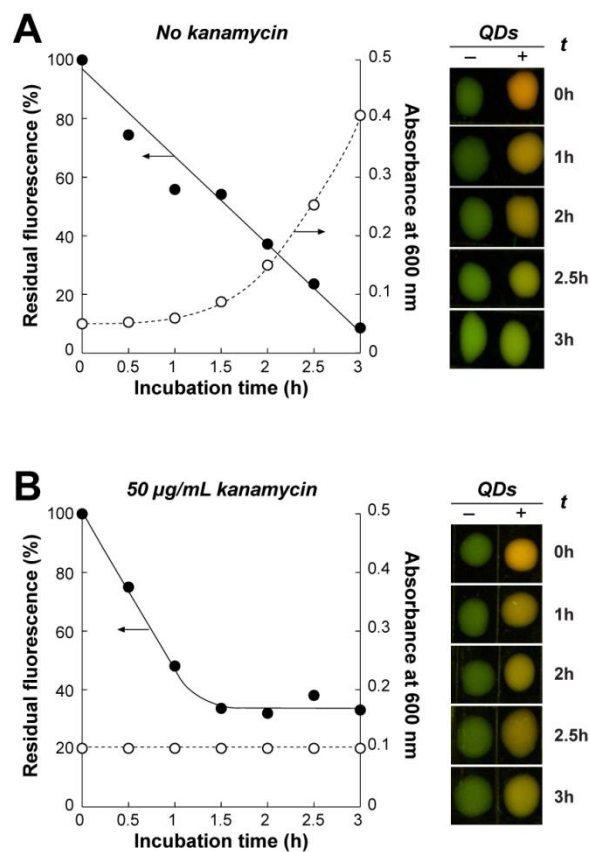 A
No kanamycin
QDs
t
– +
Residual fluorescence (%)
100
80
60
40
20
0
0.5
0.4
0.3
0.2
0.1
0
Absorbance at 600 nm
0 0.5 1 1.5 2 2.5 3
Incubation time (h)
0h
1h
2h
2.5h
3h
B
50 µg/mL kanamycin
QDs
t
– +
Residual fluorescence (%)
100
80
60
40
20
0
0.5
0.4
0.3
0.2
0.1
0
Absorbance at 600 nm
0 0.5 1 1.5 2 2.5 3
Incubation time (h)
0h
1h
2h
2.5h
3h